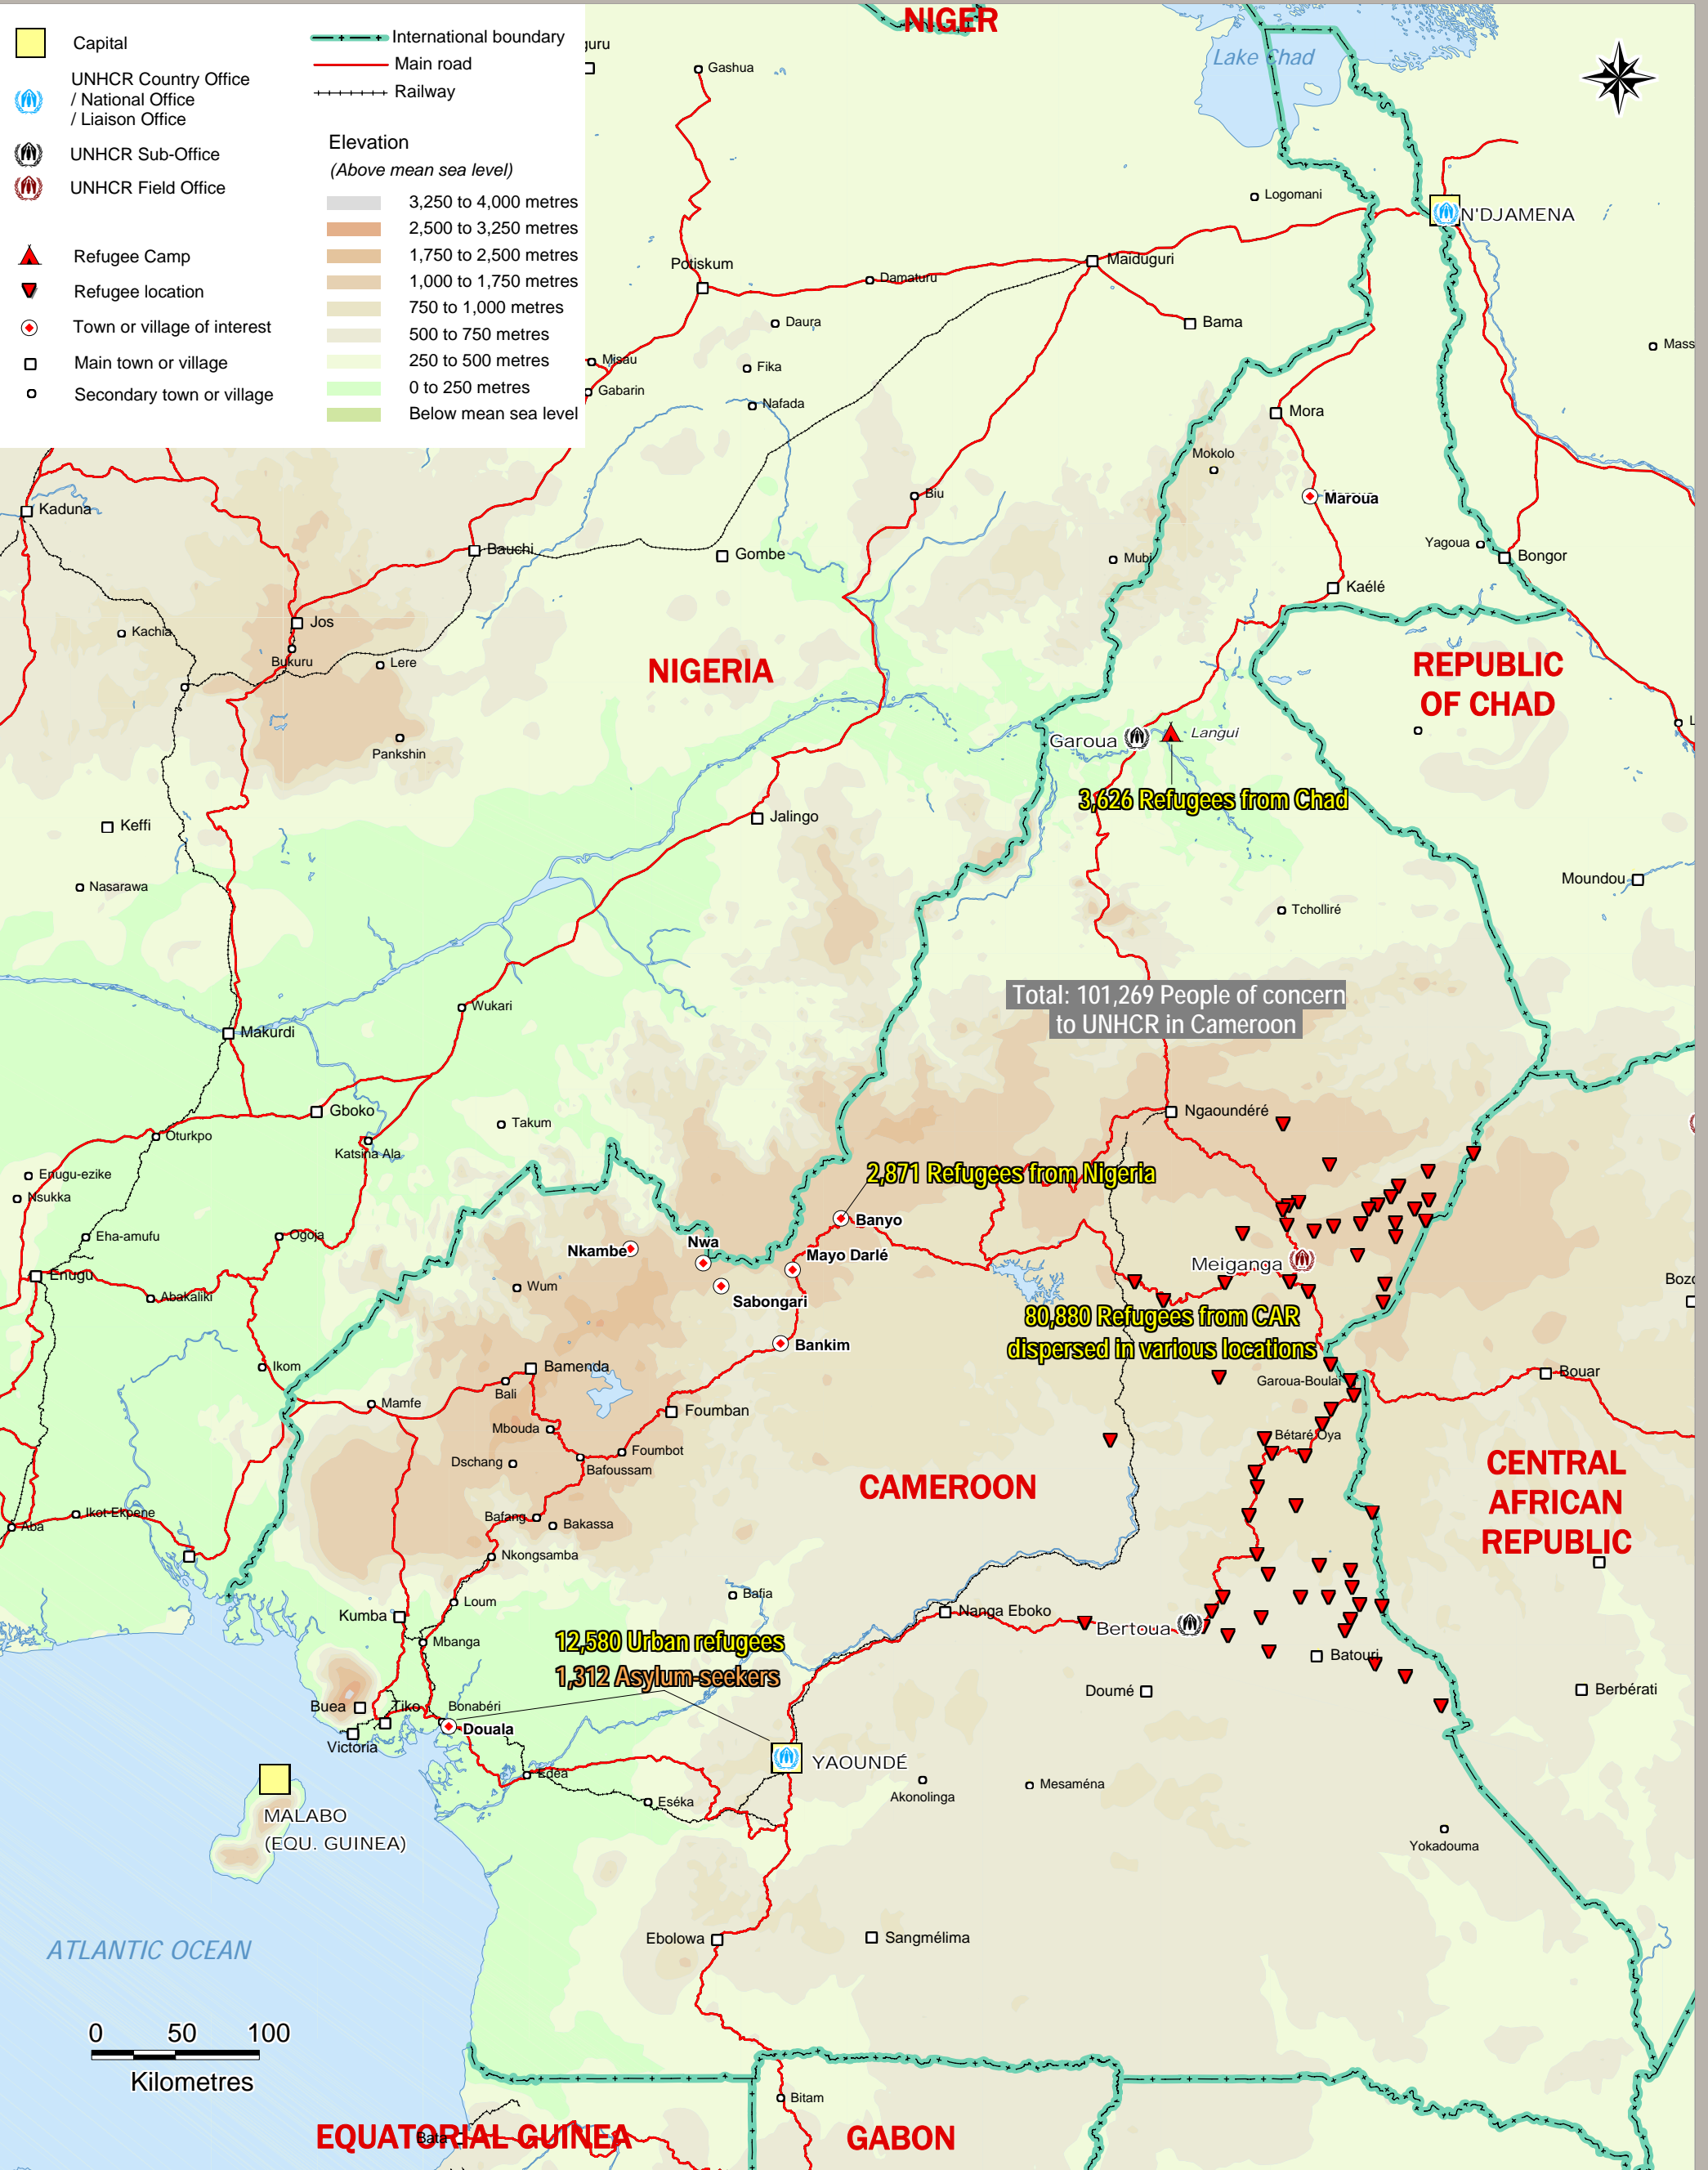 Capital
UNHCR Country Office
/ National Office
/ Liaison Office
UNHCR Sub-Office
UNHCR Field Office
Refugee Camp
Refugee location
Town or village of interest
Main town or village
Secondary town or village
International boundary
Main road
Railway
Elevation
(Above mean sea level)
3,250 to 4,000 metres
2,500 to 3,250 metres
1,750 to 2,500 metres
1,000 to 1,750 metres
750 to 1,000 metres
500 to 750 metres
250 to 500 metres
0 to 250 metres
Below mean sea level
NIGER
Lake Chad
Gashua
Logomani
N'DJAMENA
Potiskum
Damaturu
Maiduguri
Daura
Bama
Mass
Misau
Fika
Gabarin
Nafada
Mora
Mokolo
Maroua
Biu
Kaduna
Bauchi
Gombe
Mubi
Yagoua
Bongor
Kaélé
Kachia
Jos
Bukuru
Lere
NIGERIA
REPUBLIC
OF CHAD
Pankshin
Garoua
Langui
3,626 Refugees from Chad
Keffi
Jalingo
Nasarawa
Moundou
Tcholliré
Wukari
Total: 101,269 People of concern
to UNHCR in Cameroon
Makurdi
Gboko
Takum
Ngaoundéré
Oturkpo
Katsina Ala
Enugu-ezike
Nsukka
2,871 Refugees from Nigeria
Banyo
Eha-amufu
Ogoja
Nkambe
Nwa
Mayo Darlé
Meiganga
Enugu
Abakaliki
Wum
Sabongari
Bozo
80,880 Refugees from CAR
dispersed in various locations
Bankim
Ikom
Bamenda
Bali
Garoua-Boulai
Bouar
Mamfe
Foumban
Mbouda
Foumbot
Bétaré Oya
Dschang
Bafoussam
CAMEROON
CENTRAL
AFRICAN
REPUBLIC
Ikot-Ekpene
Aba
Bafang
Bakassa
Nkongsamba
Bafia
Loum
Kumba
Nanga Eboko
Bertoua
Mbanga
12,580 Urban refugees
1,312 Asylum-seekers
Batouri
Doumé
Berbérati
Buea
Tiko
Bonabéri
Douala
Victoria
YAOUNDÉ
Edéa
Mesaména
Akonolinga
Eséka
MALABO
(EQU. GUINEA)
Yokadouma
Ebolowa
Sangmélima
ATLANTIC OCEAN
0 50 100
Kilometres
Bitam
EQUATORIAL GUINEA
Bata
GABON